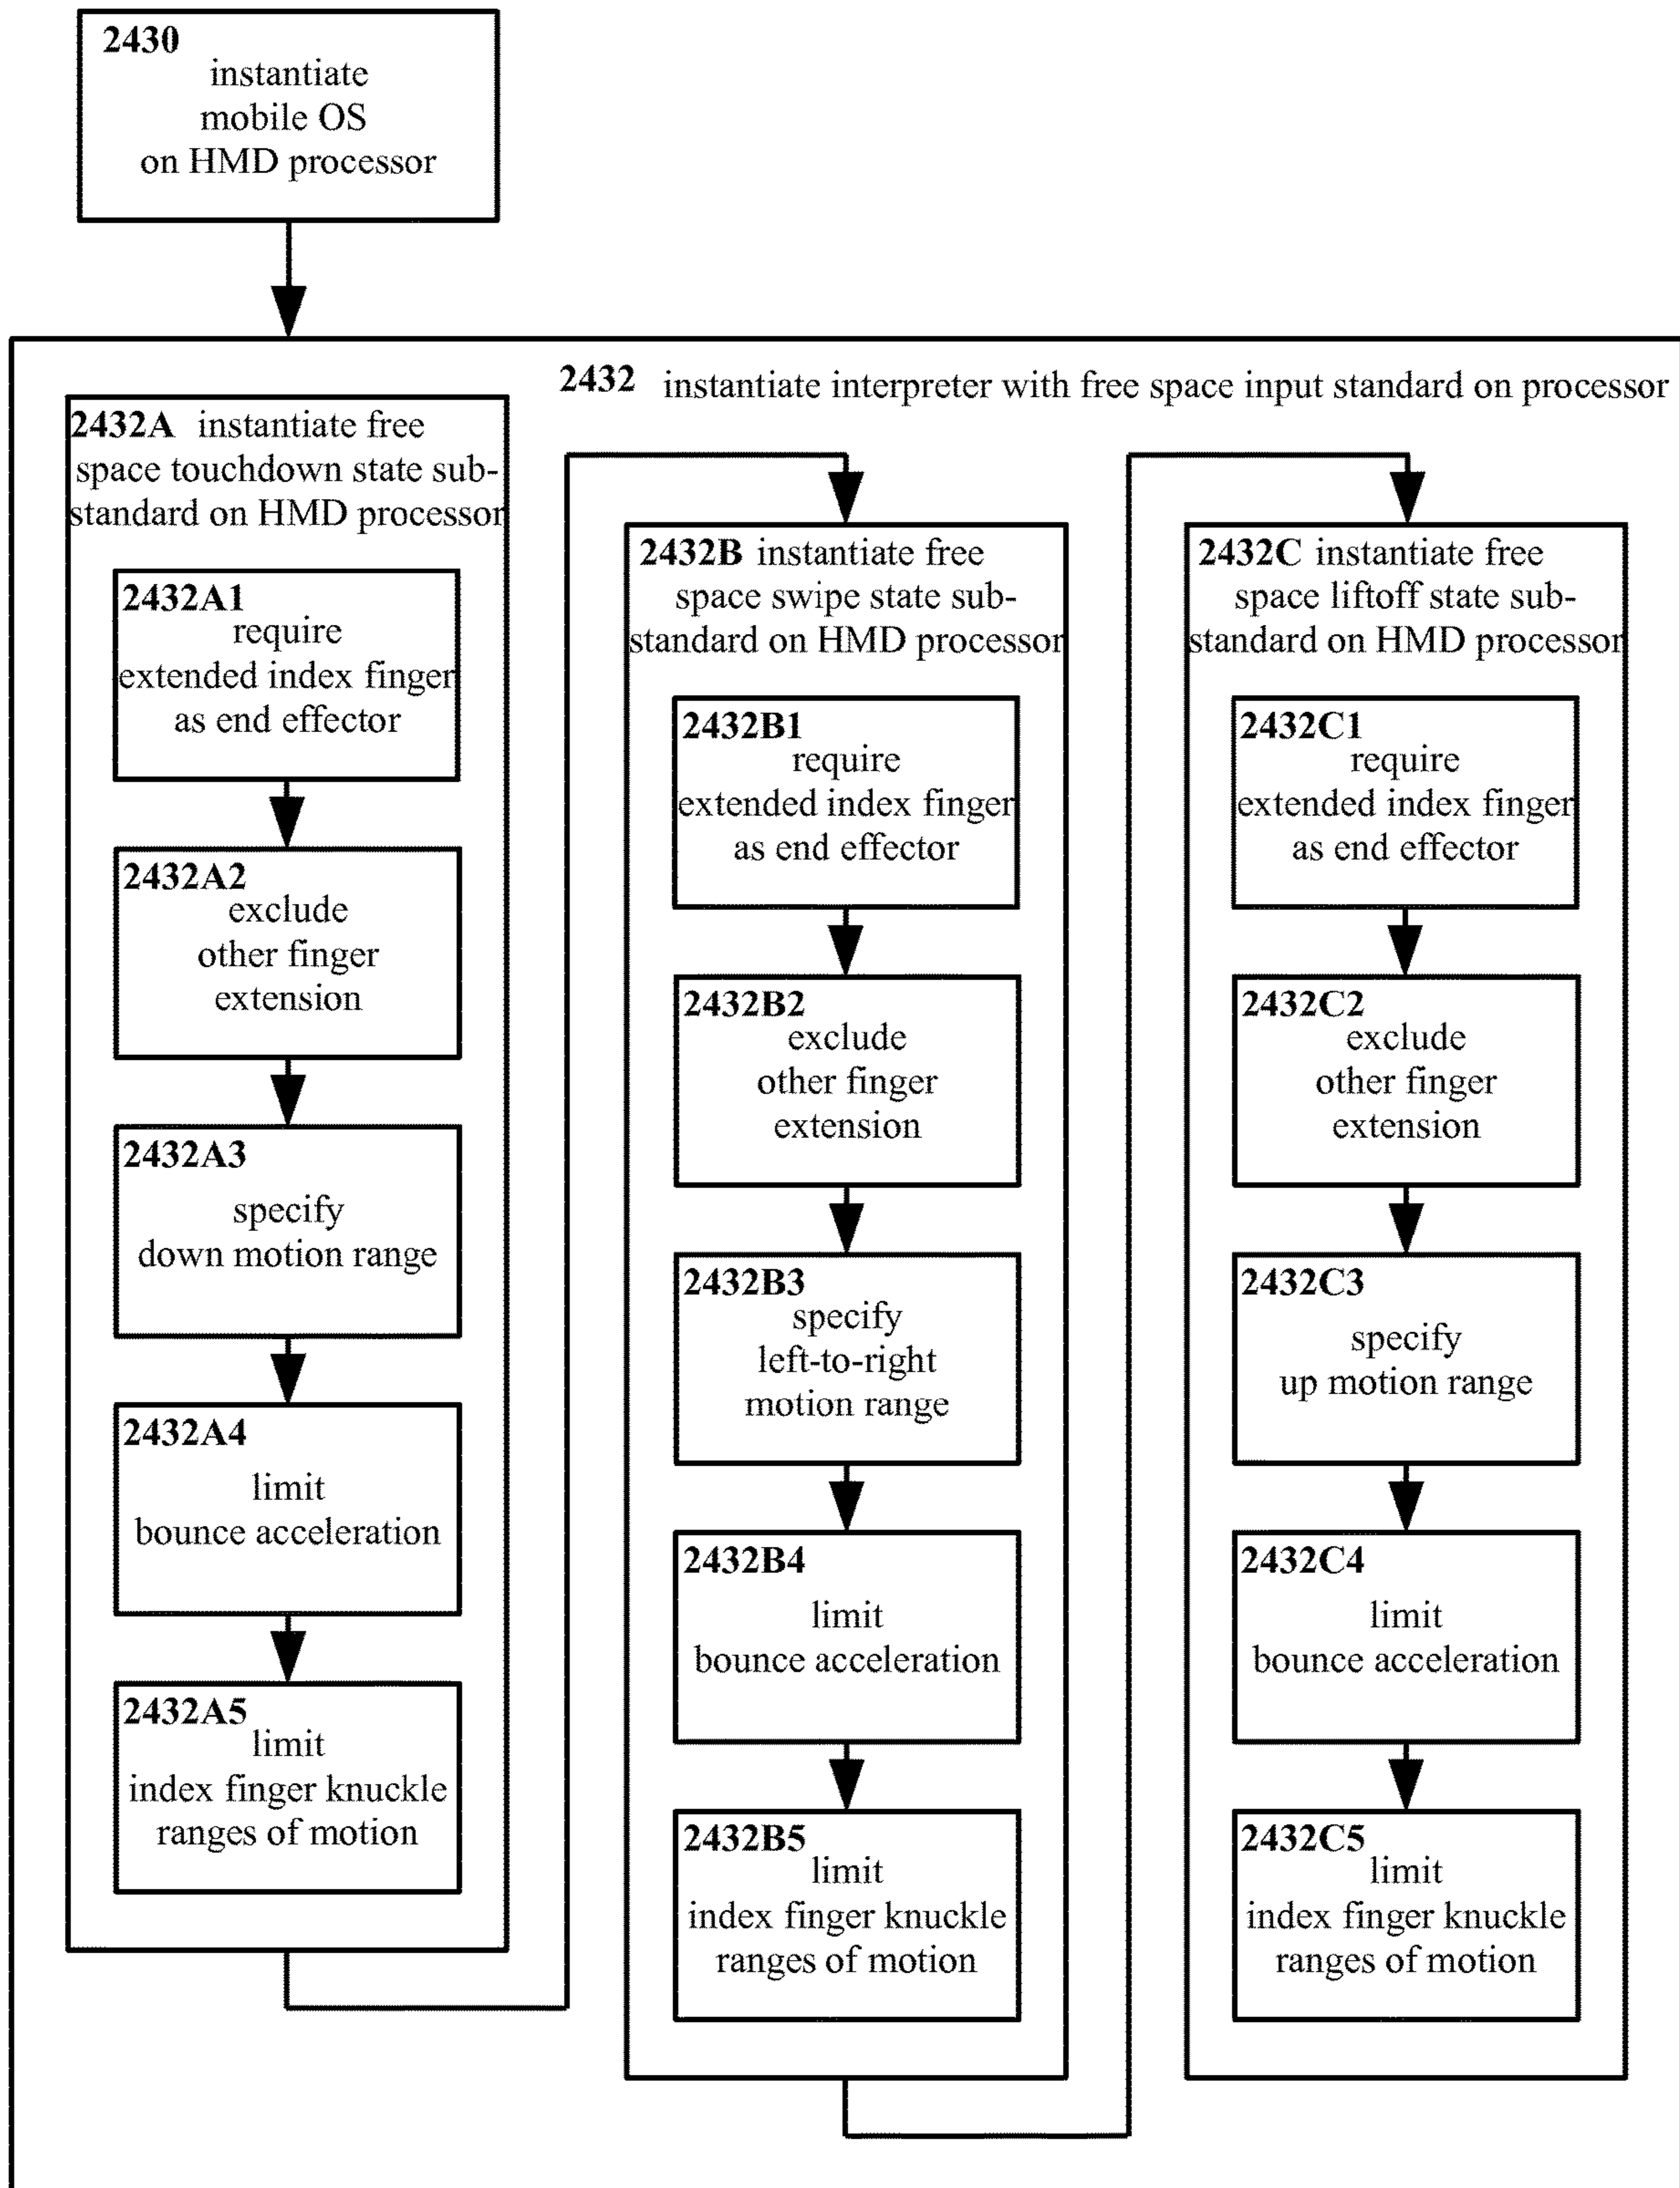 2430
instantiate
mobile OS
on HMD processor
2432 instantiate interpreter with free space input standard on processor
2432A instantiate free
space touchdown state sub-
standard on HMD processor
2432A1
require
extended index finger
as end effector
2432A2
exclude
other finger
extension
2432A3
specify
down motion range
2432A4
limit
bounce acceleration
2432A5
limit
index finger knuckle
ranges of motion
2432B instantiate free
space swipe state sub-
standard on HMD processor
2432B1
require
extended index finger
as end effector
2432B2
exclude
other finger
extension
2432B3
specify
left-to-right
motion range
2432B4
limit
bounce acceleration
2432B5
limit
index finger knuckle
ranges of motion
2432C instantiate free
space liftoff state sub-
standard on HMD processor
2432C1
require
extended index finger
as end effector
2432C2
exclude
other finger
extension
2432C3
specify
up motion range
2432C4
limit
bounce acceleration
2432C5
limit
index finger knuckle
ranges of motion